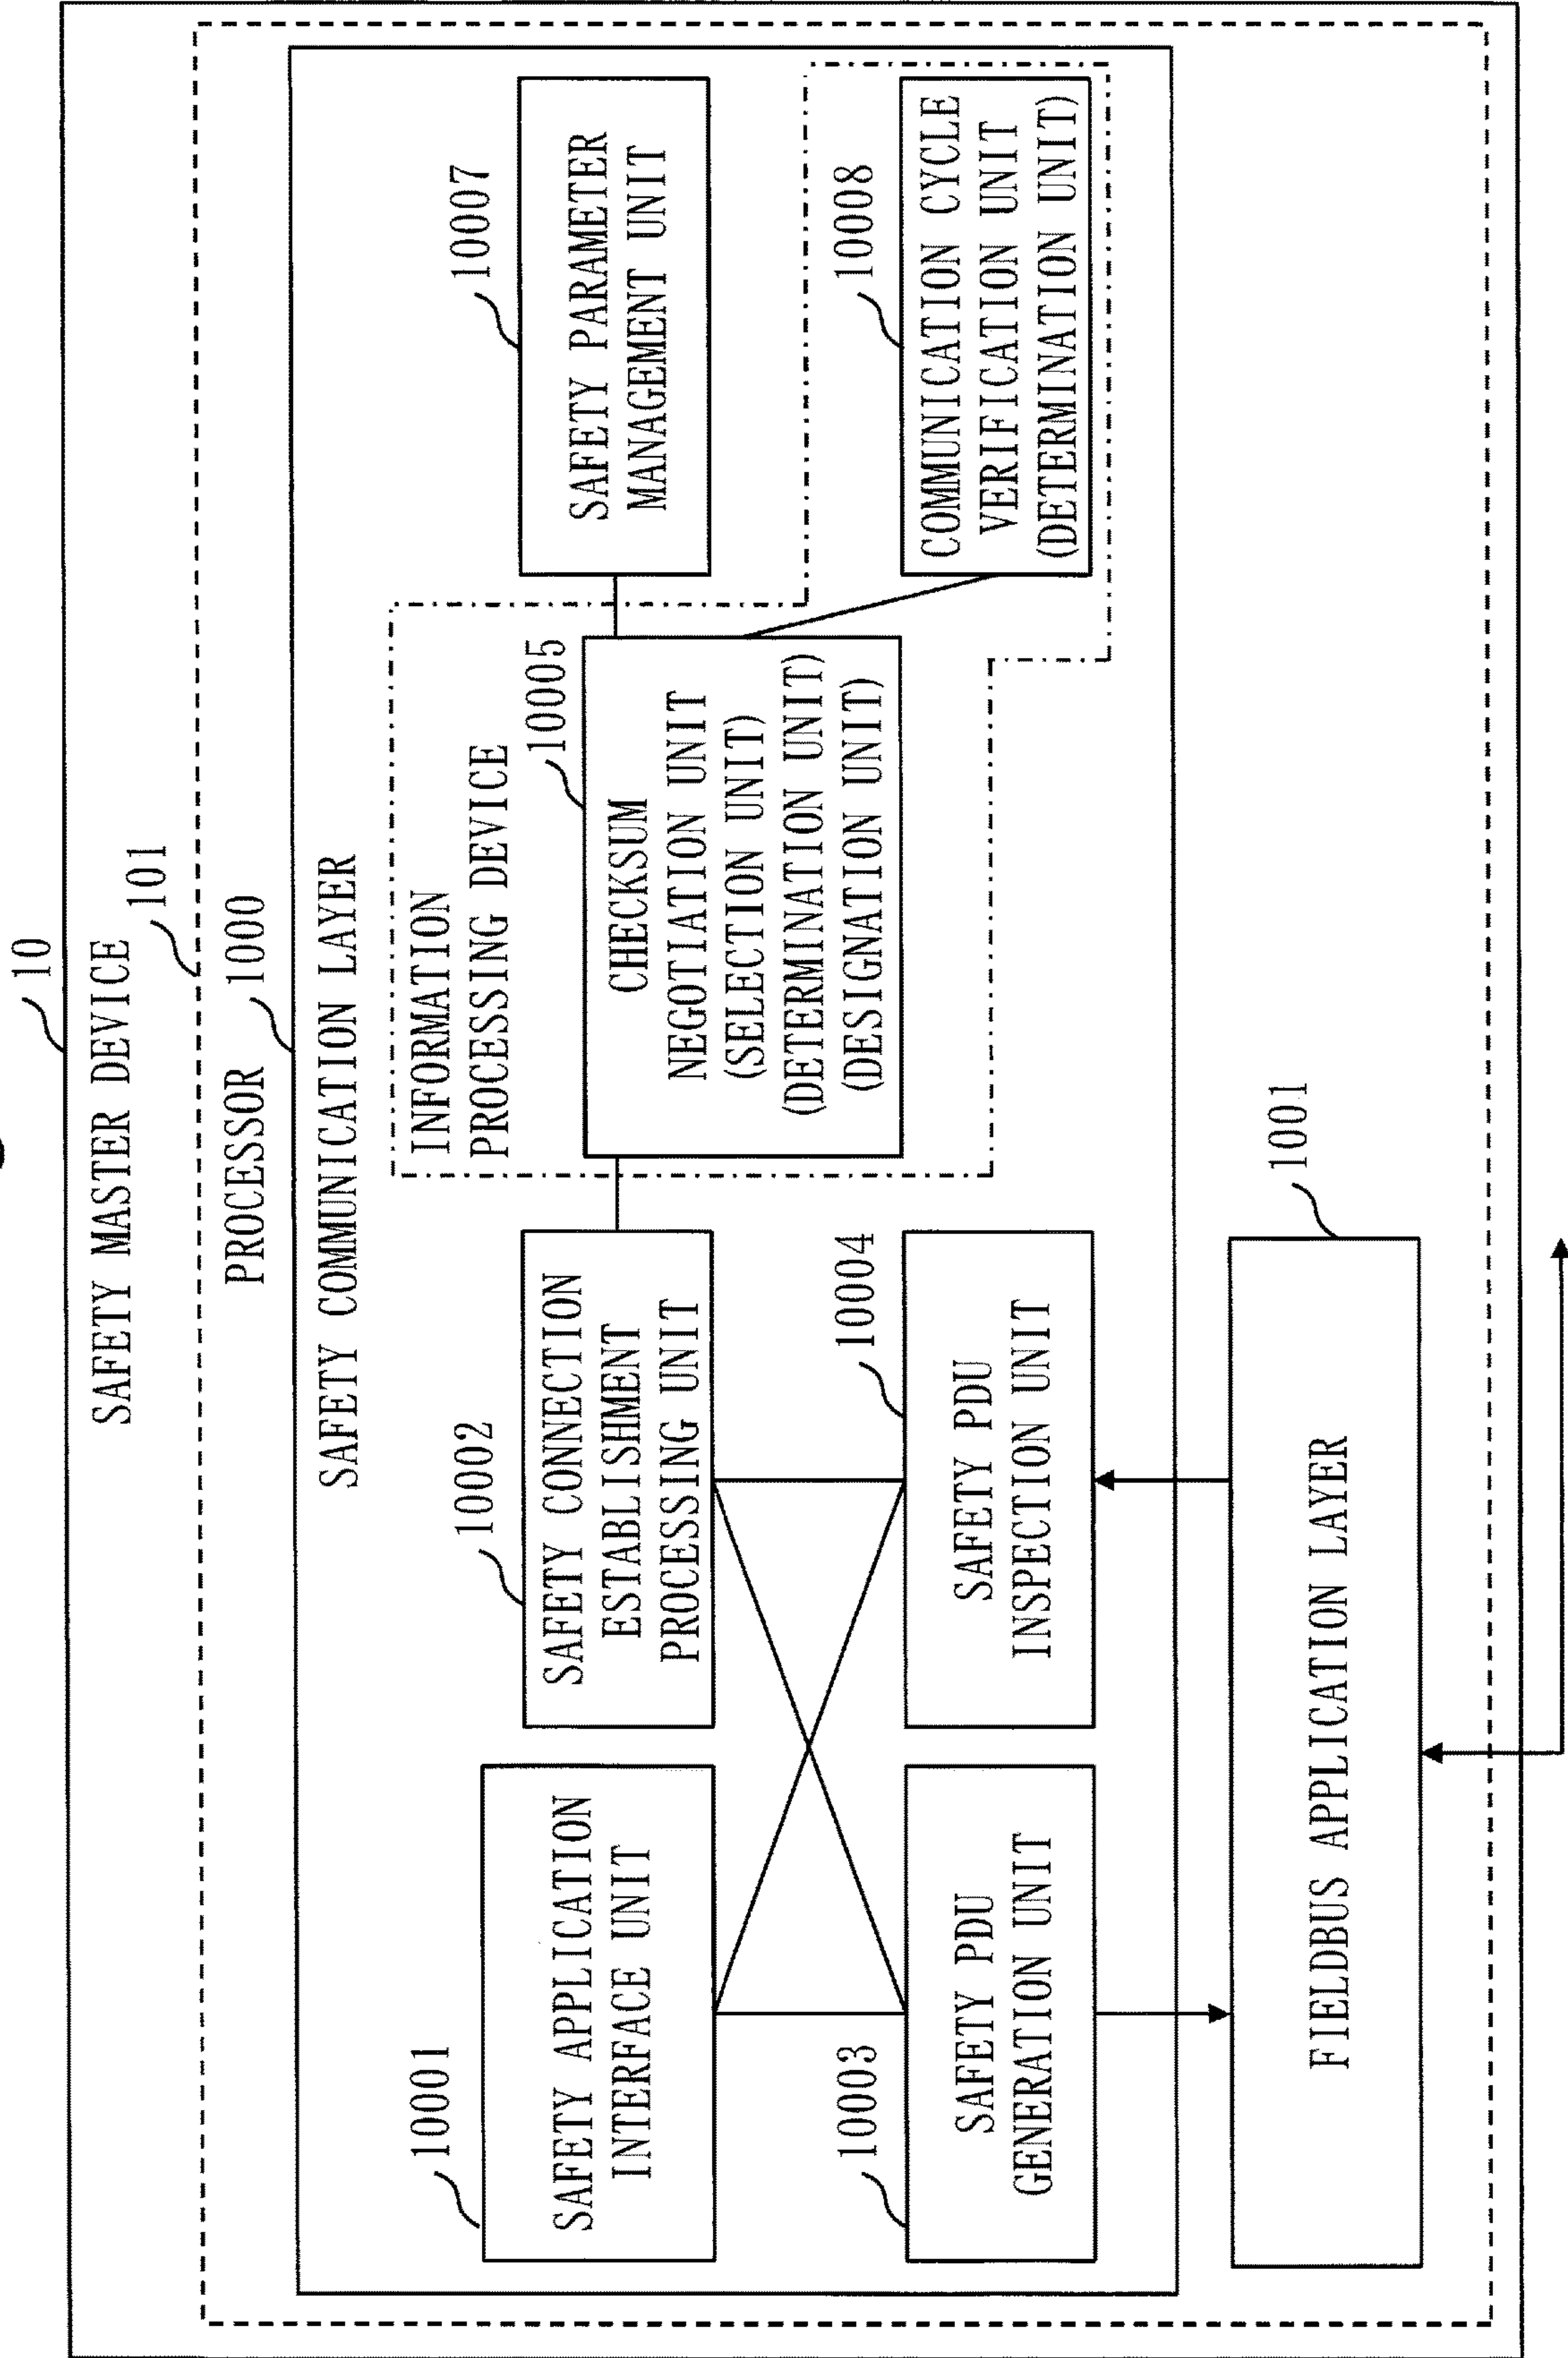 10
SAFETY MASTER DEVICE
101
PROCESSOR
1000
SAFETY COMMUNICATION LAYER
INFORMATION
PROCESSING DEVICE
10001
SAFETY APPLICATION
INTERFACE UNIT
10002
SAFETY CONNECTION
ESTABLISHMENT
PROCESSING UNIT
10005
CHECKSUM
NEGOTIATION UNIT
(SELECTION UNIT)
(DETERMINATION UNIT)
(DESIGNATION UNIT)
10007
SAFETY PARAMETER
MANAGEMENT UNIT
10003
SAFETY PDU
GENERATION UNIT
10004
SAFETY PDU
INSPECTION UNIT
10008
COMMUNICATION CYCLE
VERIFICATION UNIT
(DETERMINATION UNIT)
1001
FIELDBUS APPLICATION LAYER